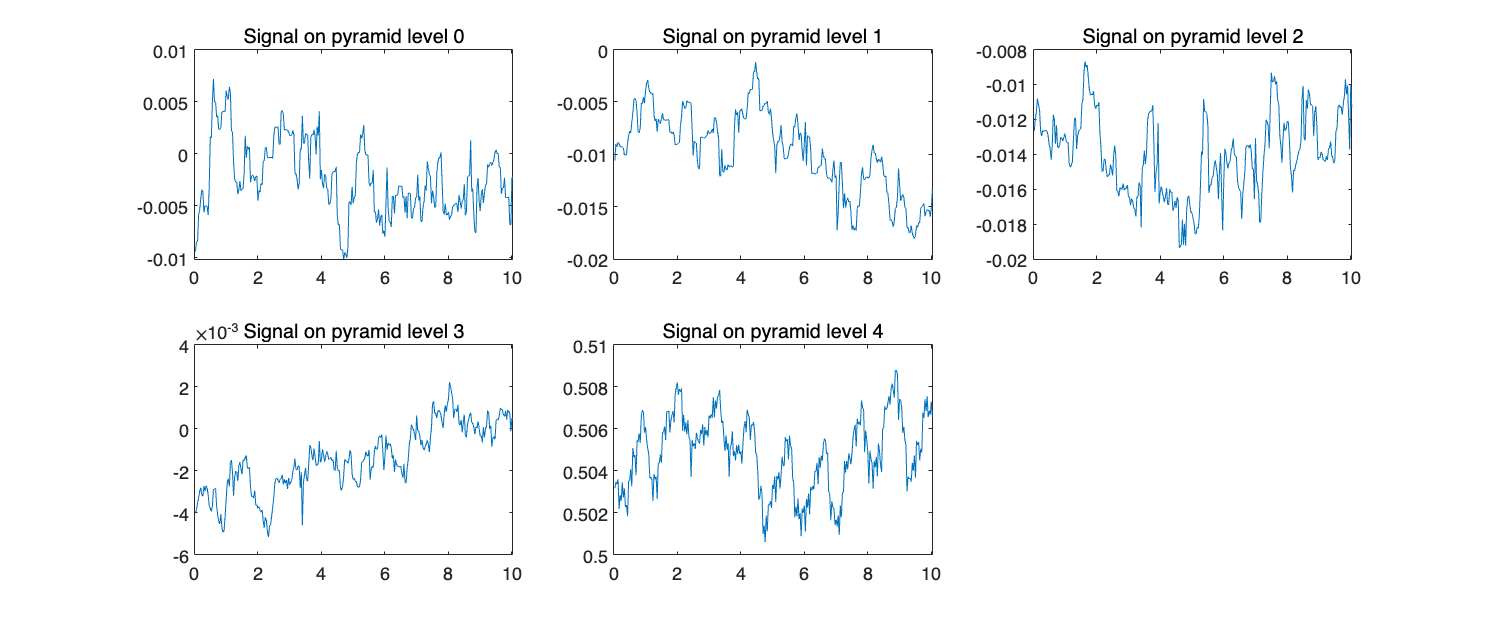 Signal on pyramid level 0
0.01
0.005
0
-0.005
-0.01
0 2 4 6 8 10
Signal on pyramid level 1
0
-0.005
-0.01
-0.015
-0.02
0 2 4 6 8 10
Signal on pyramid level 2
-0.008
-0.01
-0.012
-0.014
-0.016
-0.018
-0.02
0 2 4 6 8 10
×10-3 Signal on pyramid level 3
4
2
0
-2
-4
-6
0 2 4 6 8 10
Signal on pyramid level 4
0.51
0.508
0.506
0.504
0.502
0.5
0 2 4 6 8 10